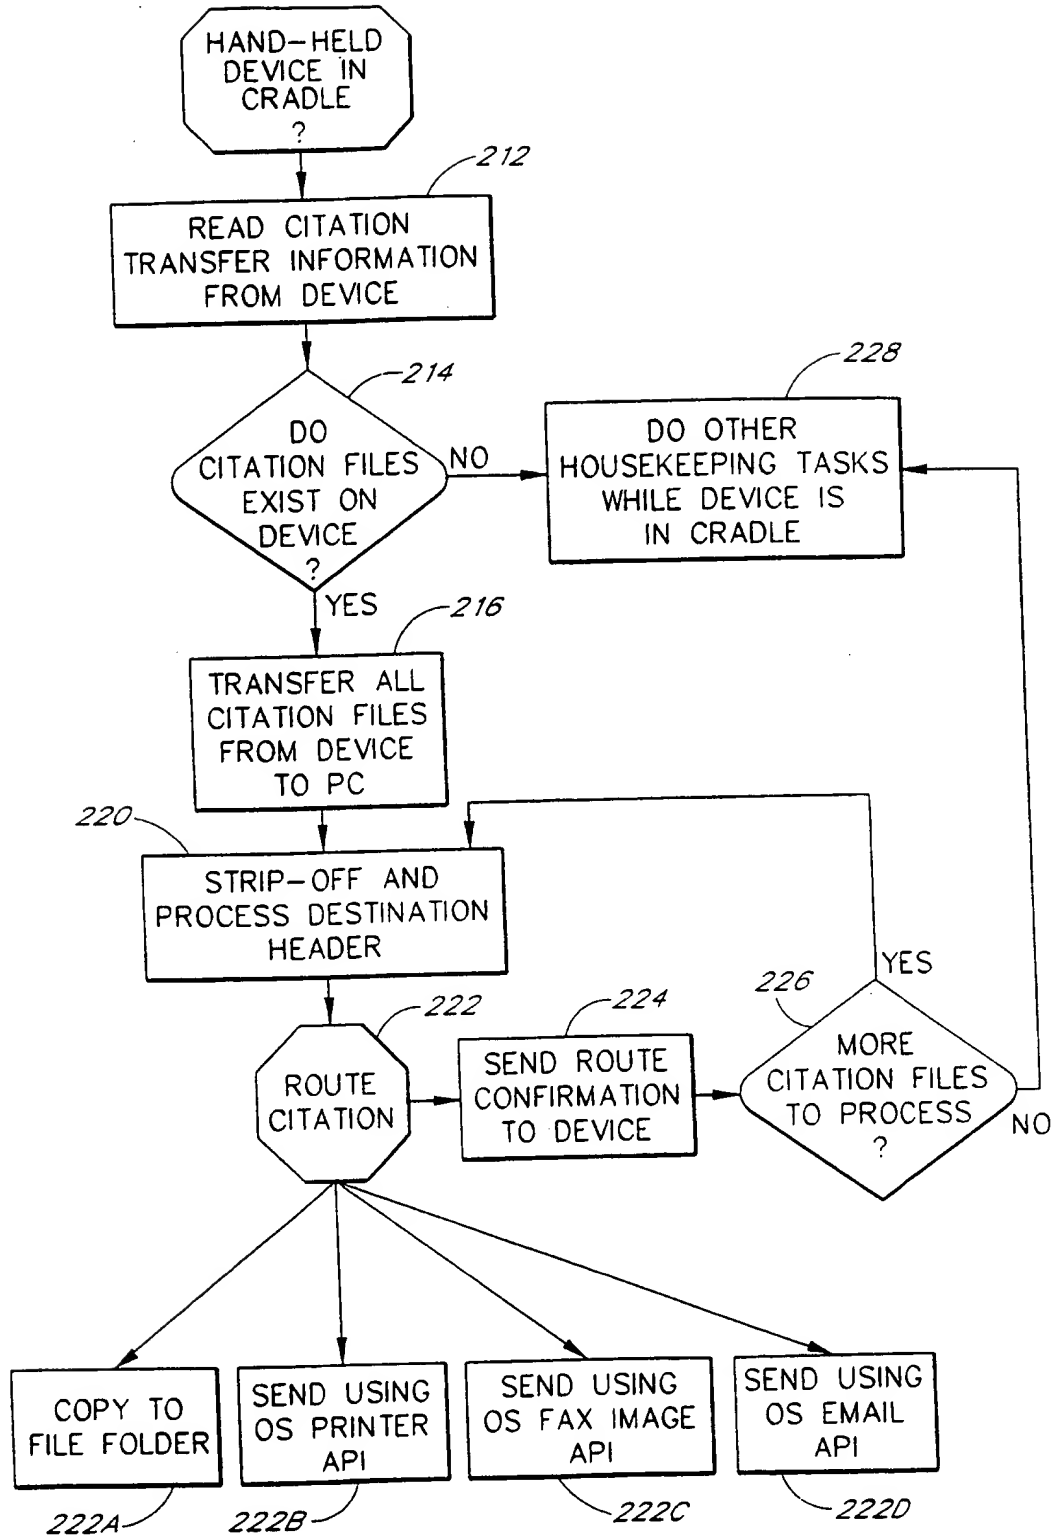 HAND-HELD
DEVICE IN
CRADLE
?
212
READ CITATION
TRANSFER INFORMATION
FROM DEVICE
214
DO
CITATION FILES
EXIST ON
DEVICE
?
NO
228
DO OTHER
HOUSEKEEPING TASKS
WHILE DEVICE IS
IN CRADLE
YES
216
TRANSFER ALL
CITATION FILES
FROM DEVICE
TO PC
220
STRIP-OFF AND
PROCESS DESTINATION
HEADER
222
ROUTE
CITATION
224
SEND ROUTE
CONFIRMATION
TO DEVICE
YES
226
MORE
CITATION FILES
TO PROCESS
?
NO
COPY TO
FILE FOLDER
222A
SEND USING
OS PRINTER
API
222B
SEND USING
OS FAX IMAGE
API
222C
SEND USING
OS EMAIL
API
222D